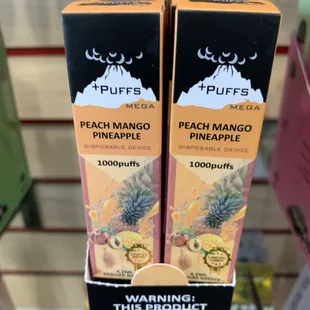 +PUFFS
MEGA
PEACH MANGO
PINEAPPLE
DISPOSABLE DEVICE
1000puffs
+PUFFS
MEGA
PEACH MANGO
PINEAPPLE
DISPOSABLE DEVICE
1000puffs
WARNING:
THIS PRODUCT